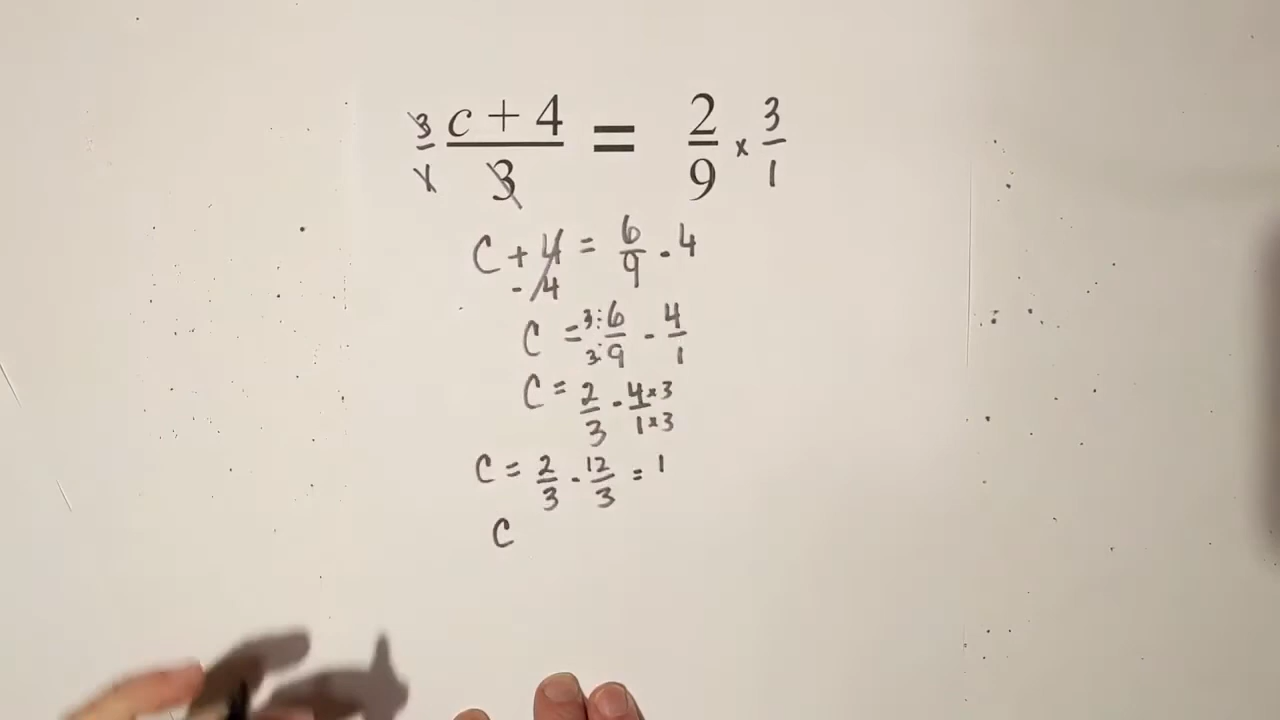 3/1 c + 4/3 = 2/9 x 3/1
C + 4 = 6/9 - 4
- 4
C = 3:6/3:9 - 4/1
C = 2/3 - 4x3/1x3
C = 2/3 - 12/3 = 1
C